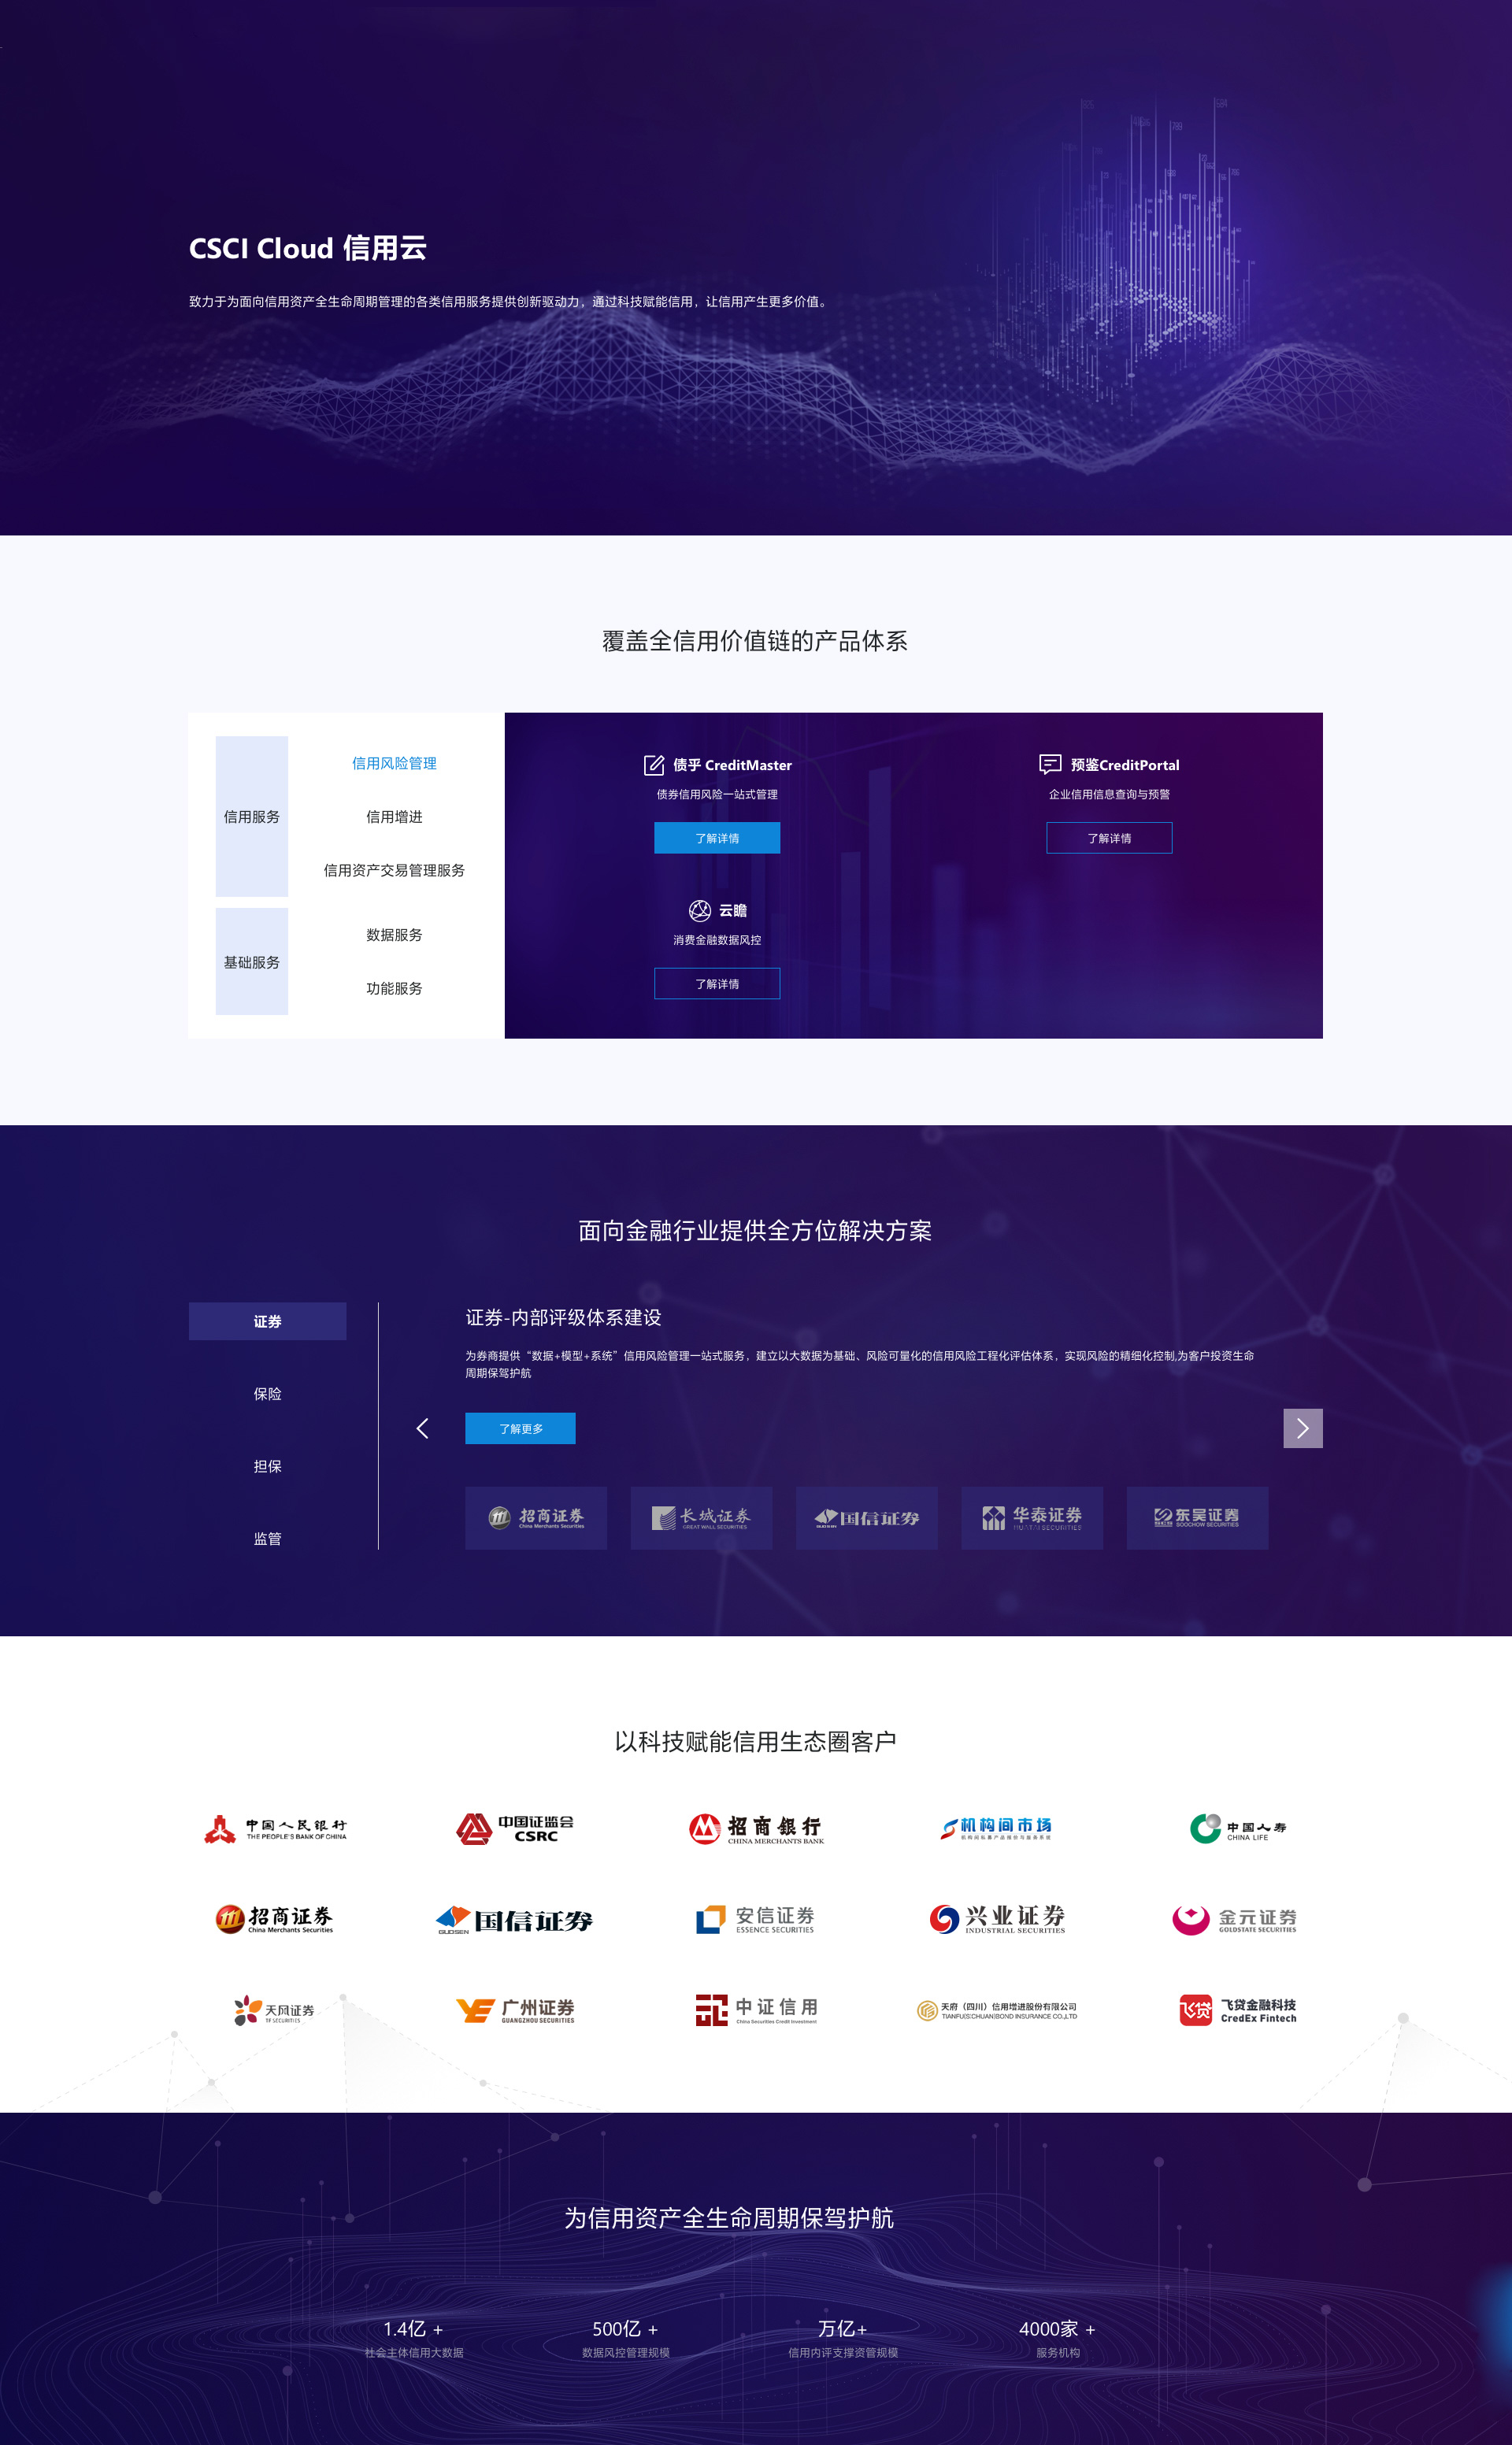 CSCI Cloud 信用云
致力于为面向信用资产全生命周期管理的各类信用服务提供创新驱动力，通过科技赋能信用，让信用产生更多价值。
覆盖全信用价值链的产品体系
信用服务
信用风险管理
信用增进
信用资产交易管理服务
基础服务
数据服务
功能服务
债乎 CreditMaster
债券信用风险一站式管理
了解详情
预鉴CreditPortal
企业信用信息查询与预警
了解详情
云瞻
消费金融数据风控
了解详情
面向金融行业提供全方位解决方案
证券
保险
担保
监管
证券-内部评级体系建设
为券商提供“数据+模型+系统”信用风险管理一站式服务，建立以大数据为基础、风险可量化的信用风险工程化评估体系，实现风险的精细化控制,为客户投资生命
周期保驾护航
了解更多
招商证券
China Merchants Securities
长城证券
GREAT WALL SECURITIES
国信证券
华泰证券
HUATAI SECURITIES
东吴证券
SOOCHOW SECURITIES
以科技赋能信用生态圈客户
中国人民银行
THE PEOPLE'S BANK OF CHINA
中国证监会
CSRC
招商银行
CHINA MERCHANTS BANK
机构间市场
机构间私募产品报价与服务系统
中国人寿
CHINA LIFE
招商证券
China Merchants Securities
国信证券
GUOSEN
安信证券
ESSENCE SECURITIES
兴业证券
INDUSTRIAL SECURITIES
金元证券
GOLDSTATE SECURITIES
天风证券
TF SECURITIES
广州证券
GUANGZHOU SECURITIES
中证信用
China Securities Credit Investment
天府（四川）信用增进股份有限公司
TIANFU(SICHUAN)BOND INSURANCE CO.,LTD
飞贷
飞贷金融科技
CredEx Fintech
为信用资产全生命周期保驾护航
1.4亿 +
社会主体信用大数据
500亿 +
数据风控管理规模
万亿+
信用内评支撑资管规模
4000家 +
服务机构